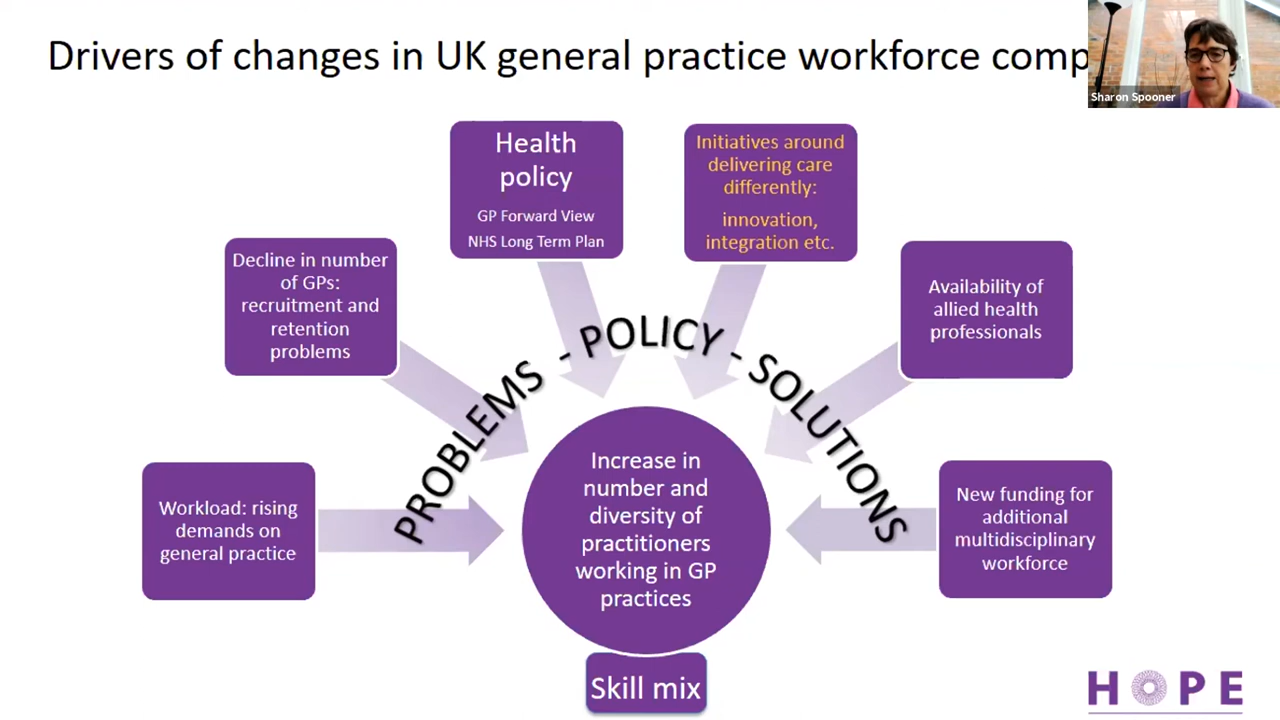 Drivers of changes in UK general practice workforce comp
Sharon Spooner
Health
policy
GP Forward View
NHS Long Term Plan
Initiatives around
delivering care
differently:
innovation,
integration etc.
Decline in number
of GPs:
recruitment and
retention
problems
Availability of
allied health
professionals
PROBLEMS - POLICY - SOLUTIONS
Workload: rising
demands on
general practice
Increase in
number and
diversity of
practitioners
working in GP
practices
New funding for
additional
multidisciplinary
workforce
Skill mix
HOPE